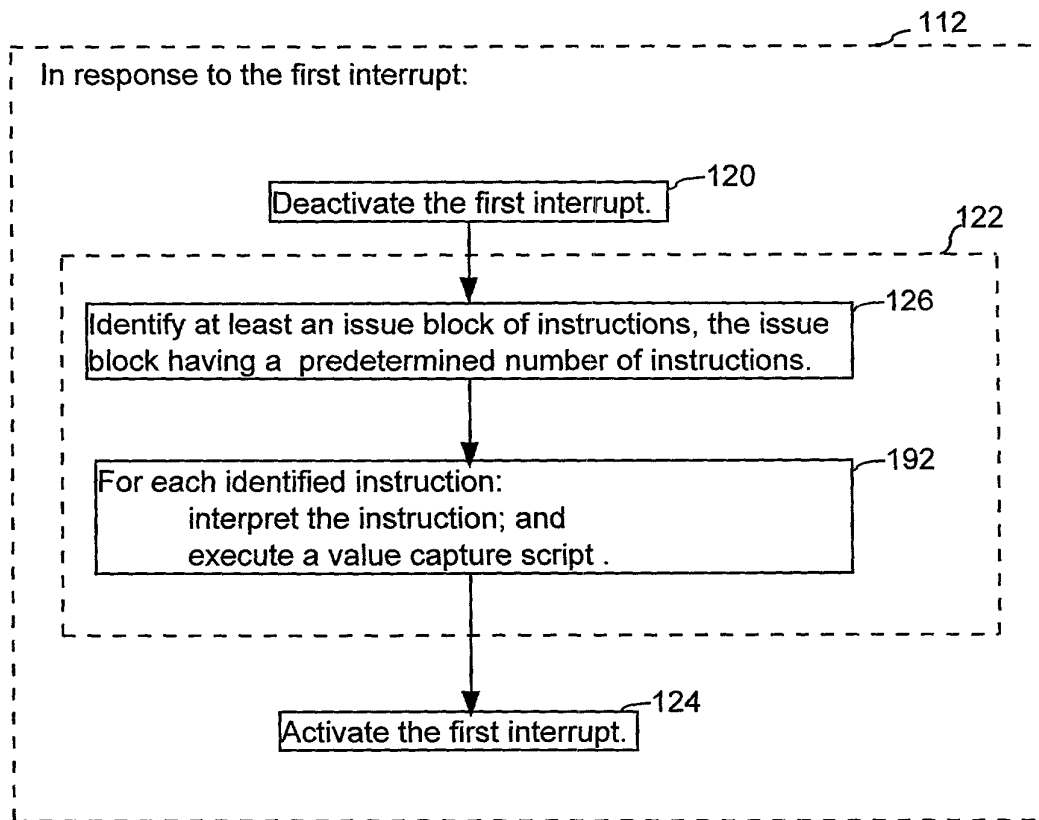 112
In response to the first interrupt:
120
Deactivate the first interrupt.
122
126
Identify at least an issue block of instructions, the issue
block having a predetermined number of instructions.
192
For each identified instruction:
interpret the instruction; and
execute a value capture script .
124
Activate the first interrupt.